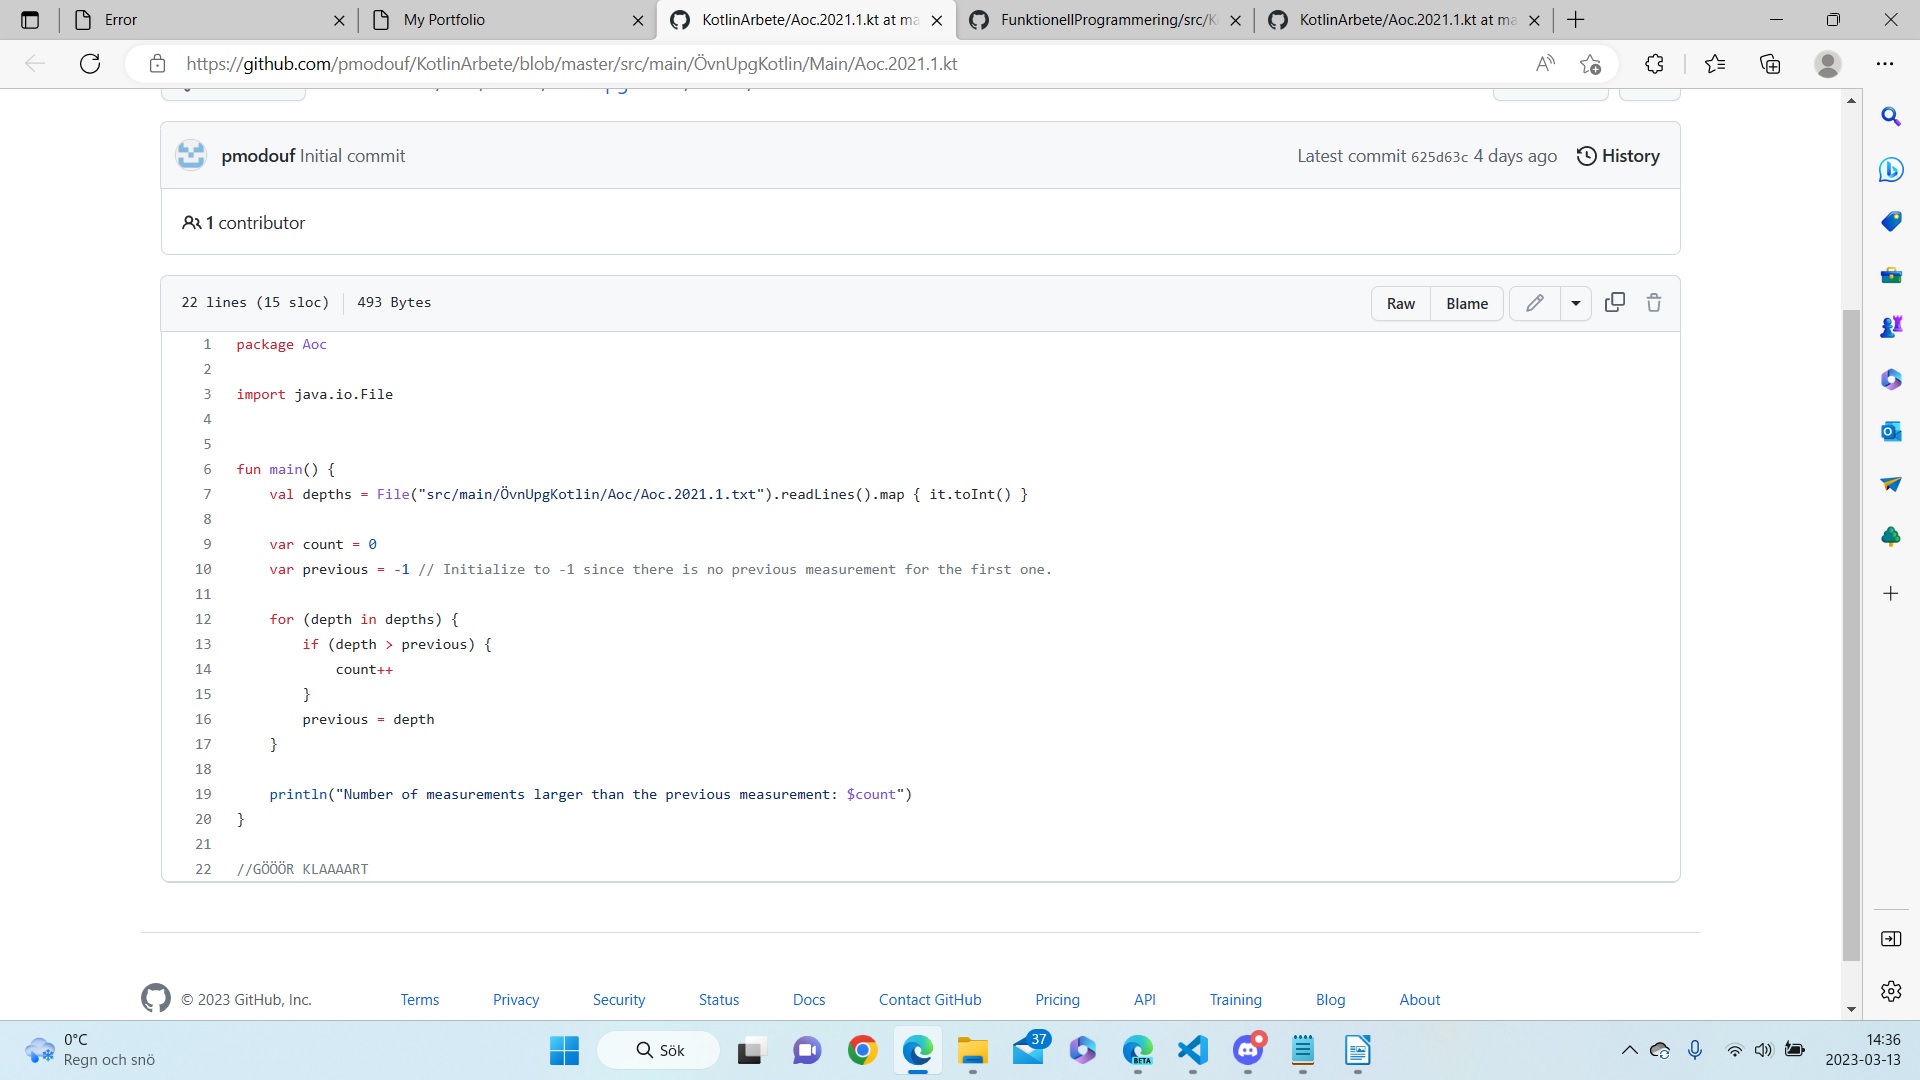 Error
My Portfolio
KotlinArbete/Aoc.2021.1.kt at ma
FunktionellProgrammering/src/K
KotlinArbete/Aoc.2021.1.kt at ma
https://github.com/pmodouf/KotlinArbete/blob/master/src/main/ÖvnUpgKotlin/Main/Aoc.2021.1.kt
pmodouf Initial commit
Latest commit 625d63c 4 days ago
History
1 contributor
22 lines (15 sloc)
493 Bytes
Raw
Blame
1 package Aoc
2
3 import java.io.File
4
5
6 fun main() {
7 val depths = File("src/main/ÖvnUpgKotlin/Aoc/Aoc.2021.1.txt").readLines().map { it.toInt() }
8
9 var count = 0
10 var previous = -1 // Initialize to -1 since there is no previous measurement for the first one.
11
12 for (depth in depths) {
13 if (depth > previous) {
14 count++
15 }
16 previous = depth
17 }
18
19 println("Number of measurements larger than the previous measurement: $count")
20 }
21
22 //GÖÖÖR KLAAAART
© 2023 GitHub, Inc.
Terms
Privacy
Security
Status
Docs
Contact GitHub
Pricing
API
Training
Blog
About
0°C
Regn och snö
Sök
37
BETA
14:36
2023-03-13